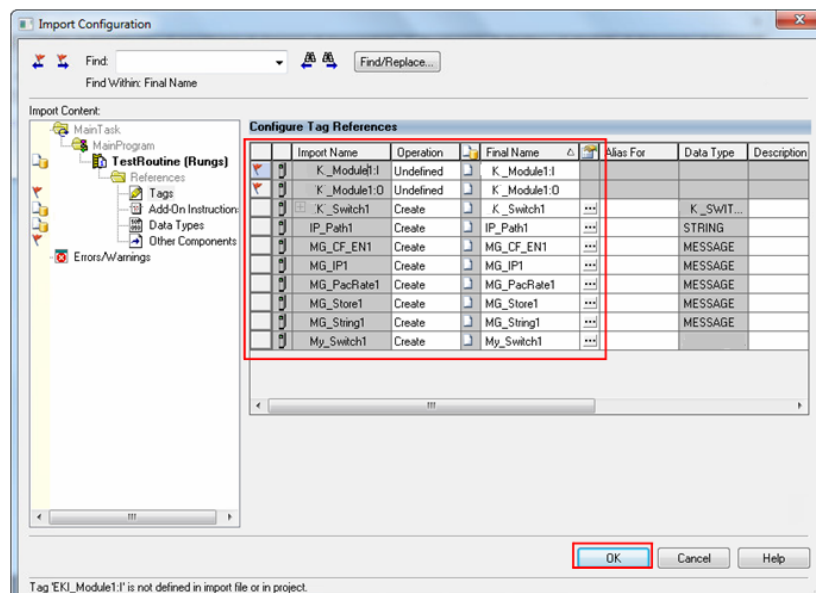 Import Configuration
Find:
Find/Replace...
Find Within: Final Name
Import Content:
MainTask
MainProgram
TestRoutine (Rungs)
References
Tags
Add-On Instruction
Data Types
Other Components
Errors/Warnings
Configure Tag References
Import Name Operation Final Name Alias For Data Type Description
K_Module1:I Undefined K_Module1:I
K_Module1:O Undefined K_Module1:O
K_Switch1 Create K_Switch1 ... K_SWIT...
IP_Path1 Create IP_Path1 ... STRING
MG_CF_EN1 Create MG_CF_EN1 ... MESSAGE
MG_IP1 Create MG_IP1 ... MESSAGE
MG_PacRate1 Create MG_PacRate1 ... MESSAGE
MG_Store1 Create MG_Store1 ... MESSAGE
MG_String1 Create MG_String1 ... MESSAGE
My_Switch1 Create My_Switch1 ...
OK Cancel Help
Tag 'EKI_Module1:I' is not defined in import file or in project.